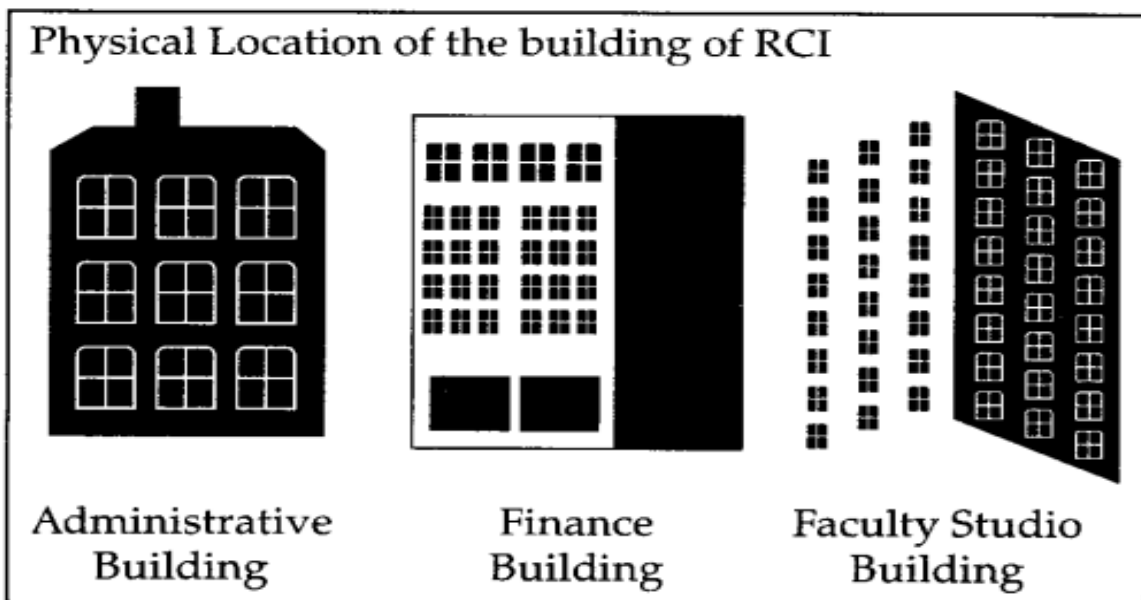 Physical Location of the building of RCI
Administrative
Building
Finance
Building
Faculty Studio
Building